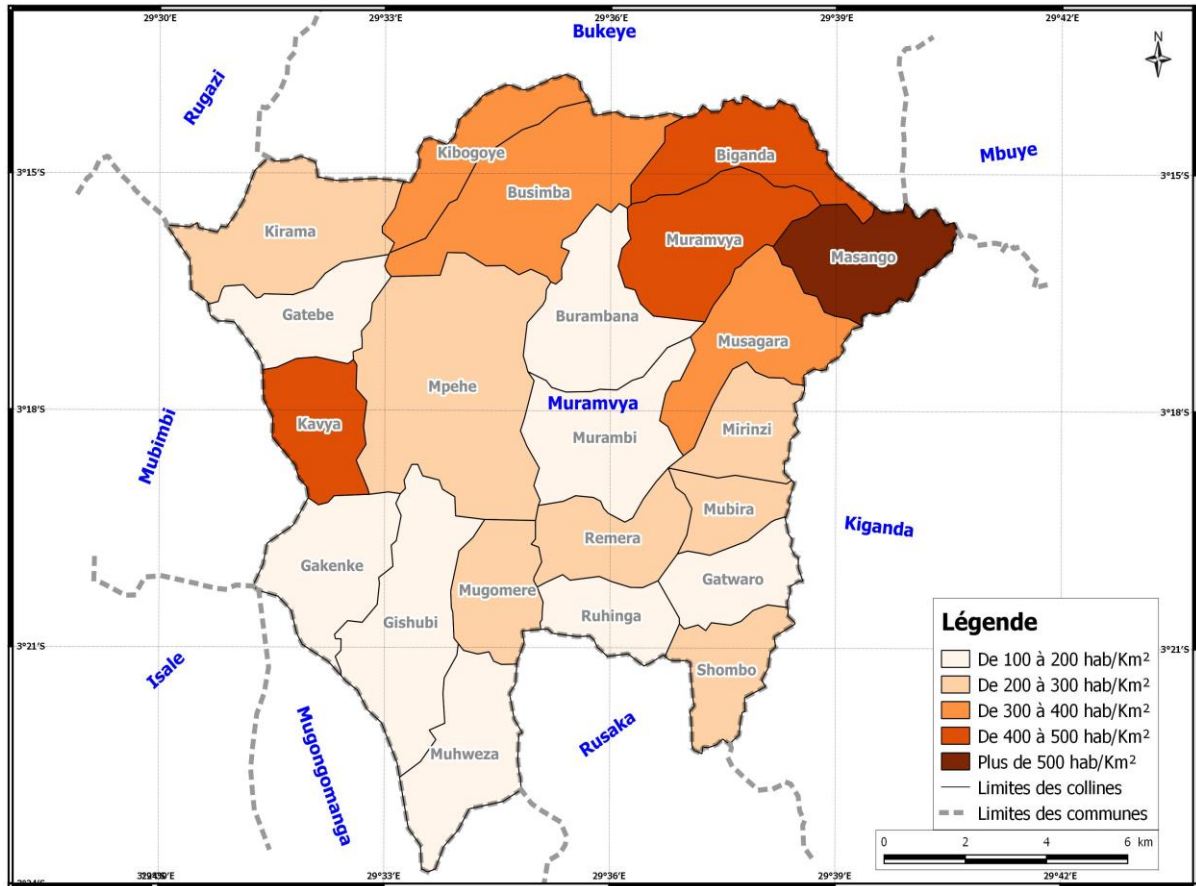 29°30'E
29°33'E
29°36'E
29°39'E
29°42'E
Bukeye
N
Rugazi
Kibogoye
Biganda
Mbuye
3°15'S
3°15'S
Busimba
Kirama
Muramvya
Masango
Gatebe
Burambana
Musagara
Mpehe
Muramvya
3°18'S
3°18'S
Kavya
Murambi
Mirinzi
Mubimbi
Mubira
Kiganda
Remera
Gakenke
Gatwaro
Mugomere
Ruhinga
Gishubi
3°21'S
3°21'S
Isale
Shombo
Mugongomanga
Rusaka
Muhweza
Légende
De 100 à 200 hab/Km²
De 200 à 300 hab/Km²
De 300 à 400 hab/Km²
De 400 à 500 hab/Km²
Plus de 500 hab/Km²
Limites des collines
Limites des communes
0 2 4 6 km
29°33'E
29°36'E
29°39'E
29°42'E